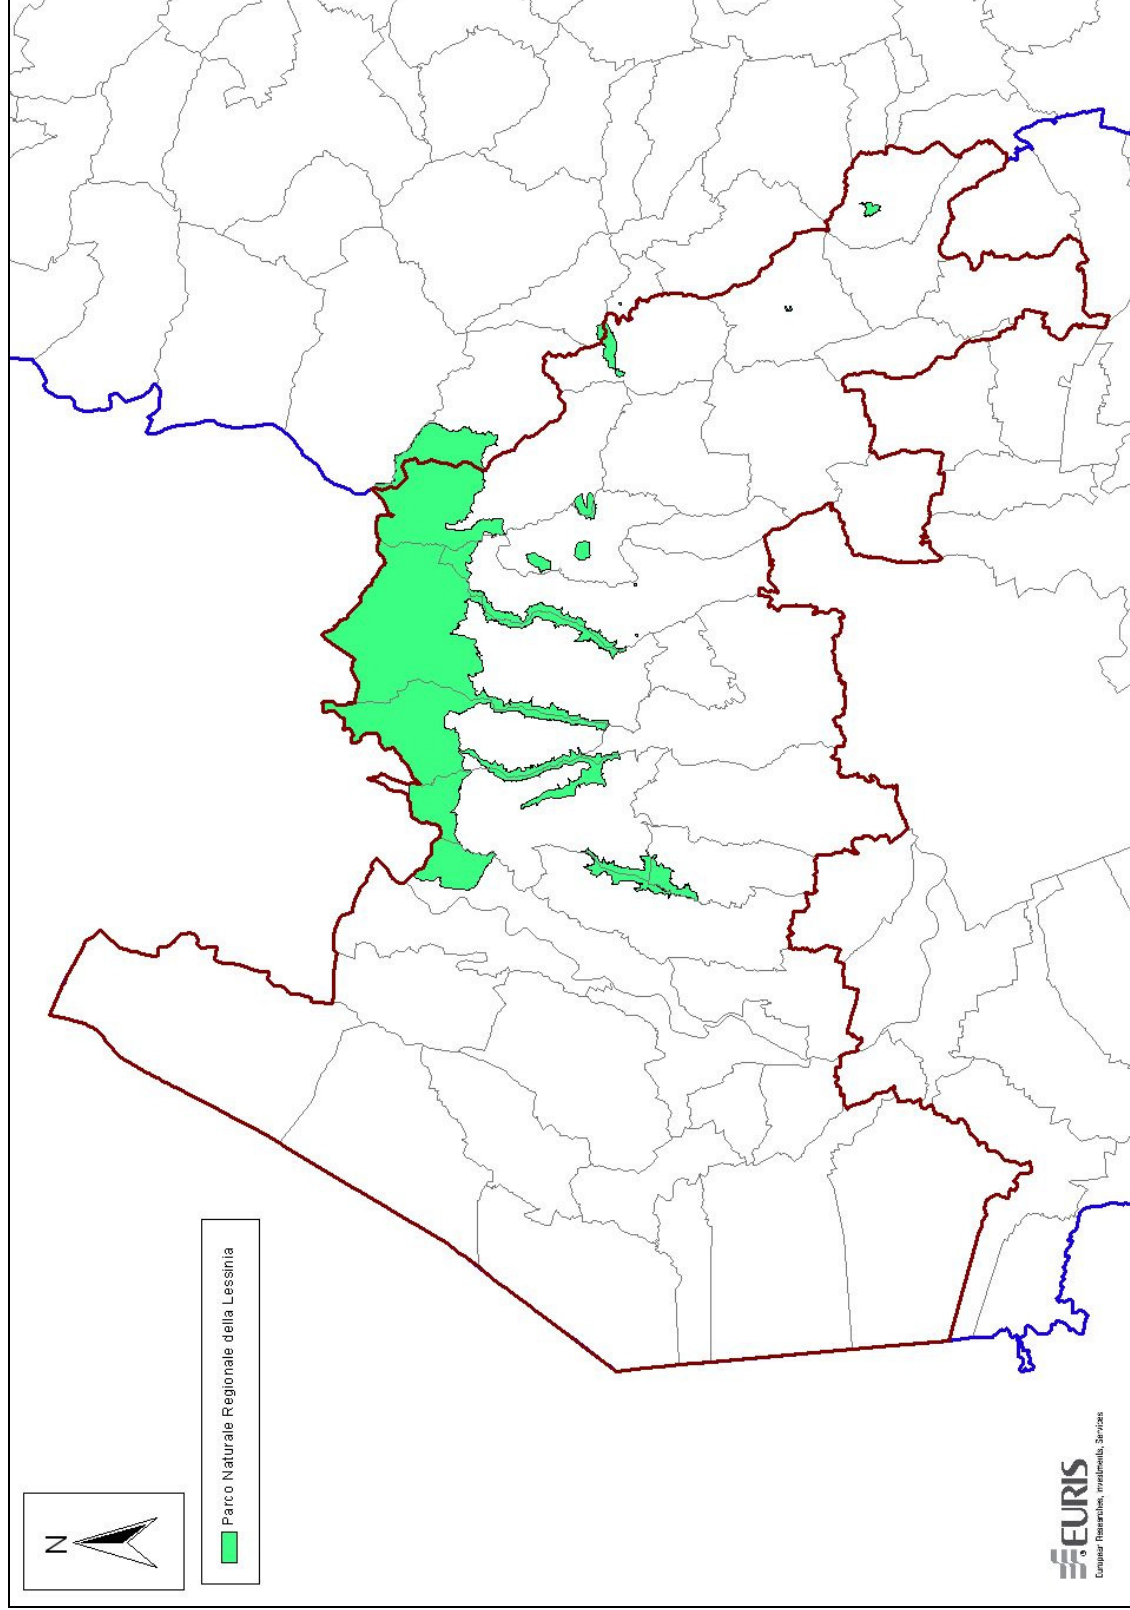 N
Parco Naturale Regionale della Lessinia
EURIS
European Researches, Investments, Services